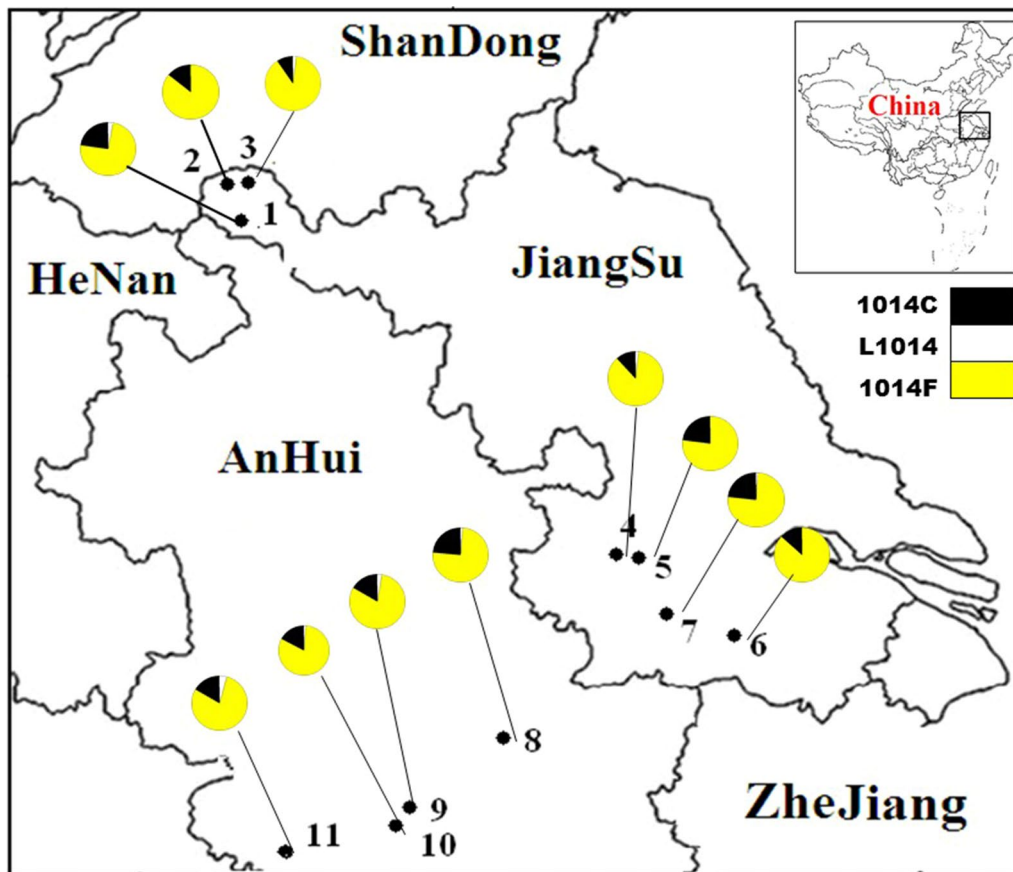 ShanDong
China
2
3
1
HeNan
JiangSu
1014C
L1014
1014F
AnHui
4
5
7
6
8
9
10
11
ZheJiang